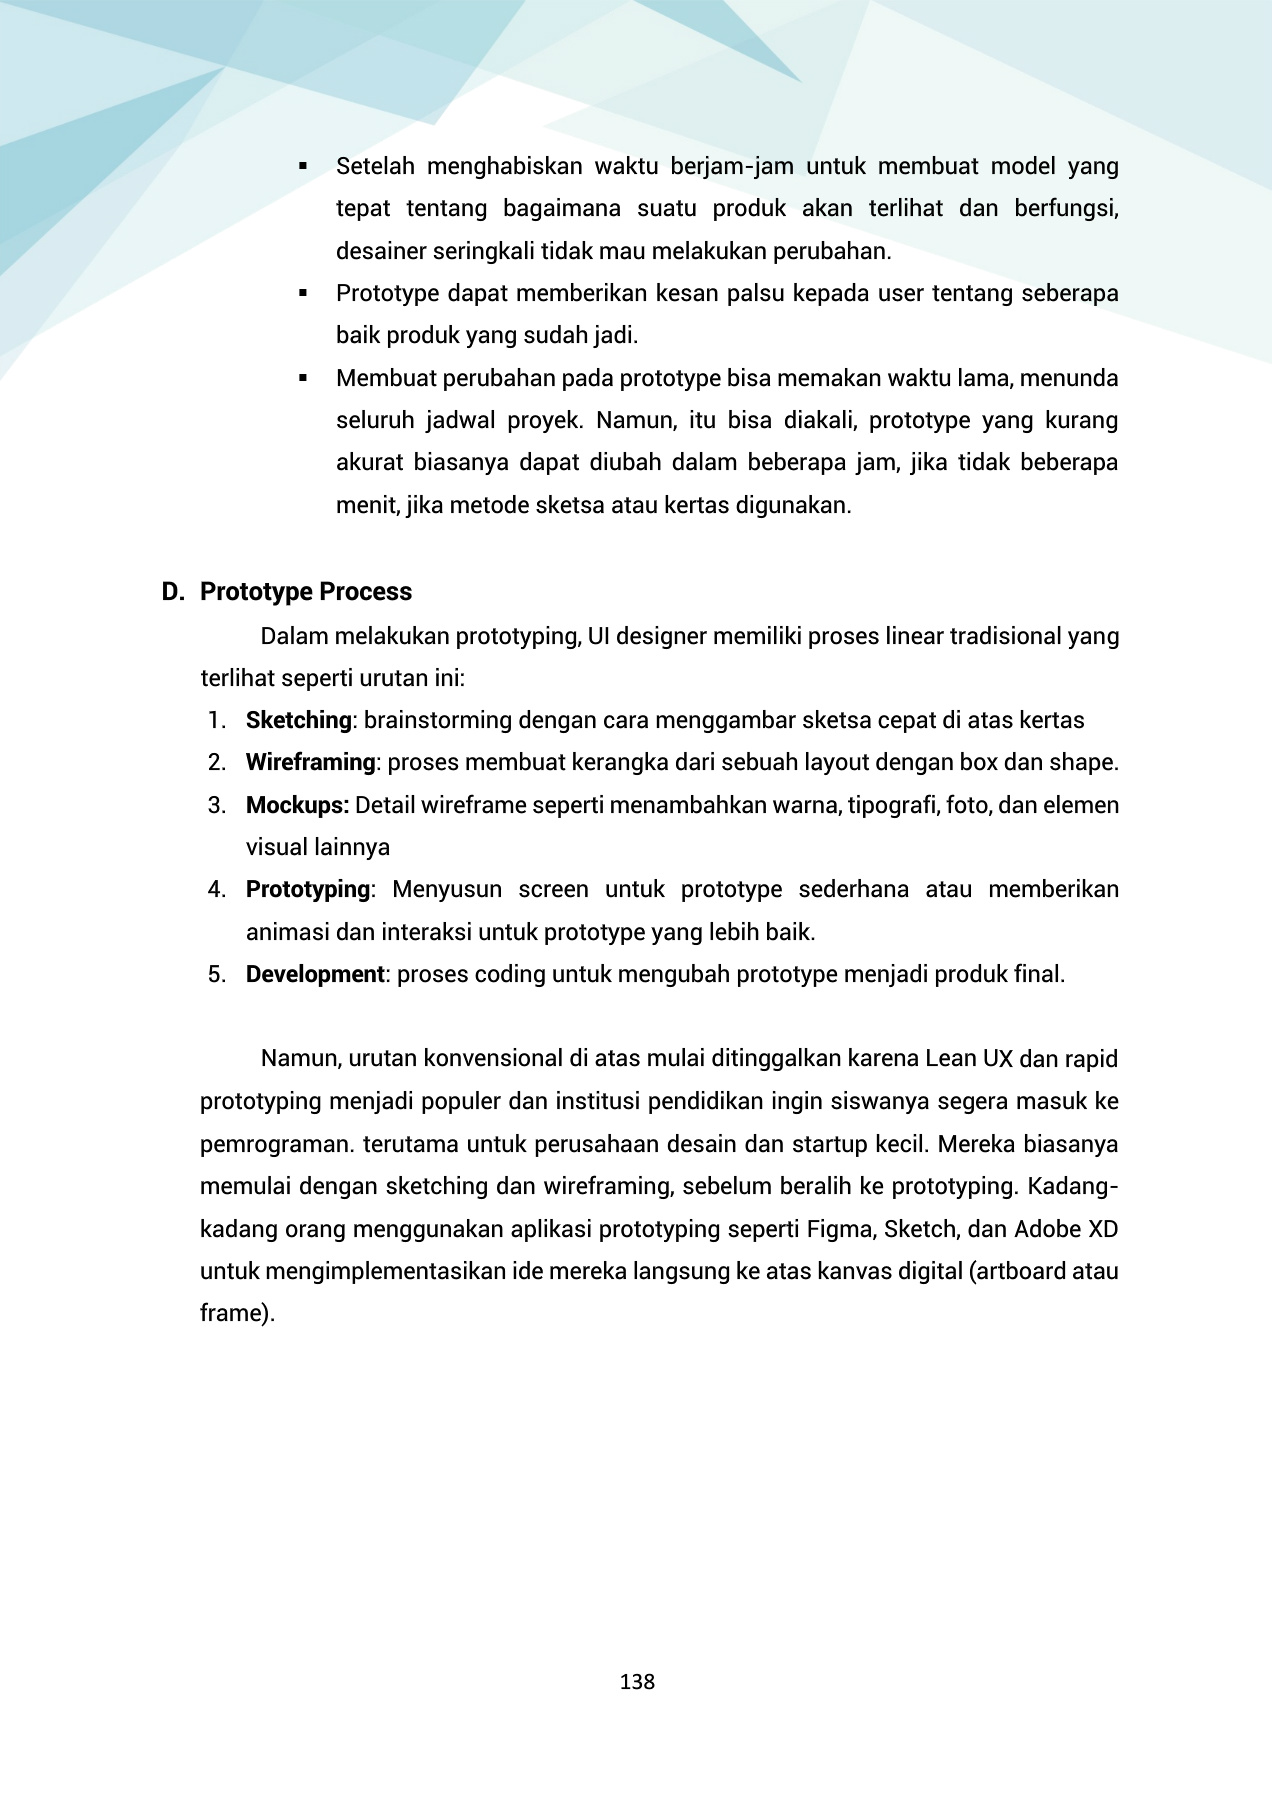 ▪ Setelah menghabiskan waktu berjam-jam untuk membuat model yang
tepat tentang bagaimana suatu produk akan terlihat dan berfungsi,
desainer seringkali tidak mau melakukan perubahan.
▪ Prototype dapat memberikan kesan palsu kepada user tentang seberapa
baik produk yang sudah jadi.
▪ Membuat perubahan pada prototype bisa memakan waktu lama, menunda
seluruh jadwal proyek. Namun, itu bisa diakali, prototype yang kurang
akurat biasanya dapat diubah dalam beberapa jam, jika tidak beberapa
menit, jika metode sketsa atau kertas digunakan.
D. Prototype Process
Dalam melakukan prototyping, UI designer memiliki proses linear tradisional yang
terlihat seperti urutan ini:
1. Sketching: brainstorming dengan cara menggambar sketsa cepat di atas kertas
2. Wireframing: proses membuat kerangka dari sebuah layout dengan box dan shape.
3. Mockups: Detail wireframe seperti menambahkan warna, tipografi, foto, dan elemen
visual lainnya
4. Prototyping: Menyusun screen untuk prototype sederhana atau memberikan
animasi dan interaksi untuk prototype yang lebih baik.
5. Development: proses coding untuk mengubah prototype menjadi produk final.
Namun, urutan konvensional di atas mulai ditinggalkan karena Lean UX dan rapid
prototyping menjadi populer dan institusi pendidikan ingin siswanya segera masuk ke
pemrograman. terutama untuk perusahaan desain dan startup kecil. Mereka biasanya
memulai dengan sketching dan wireframing, sebelum beralih ke prototyping. Kadang-
kadang orang menggunakan aplikasi prototyping seperti Figma, Sketch, dan Adobe XD
untuk mengimplementasikan ide mereka langsung ke atas kanvas digital (artboard atau
frame).
138